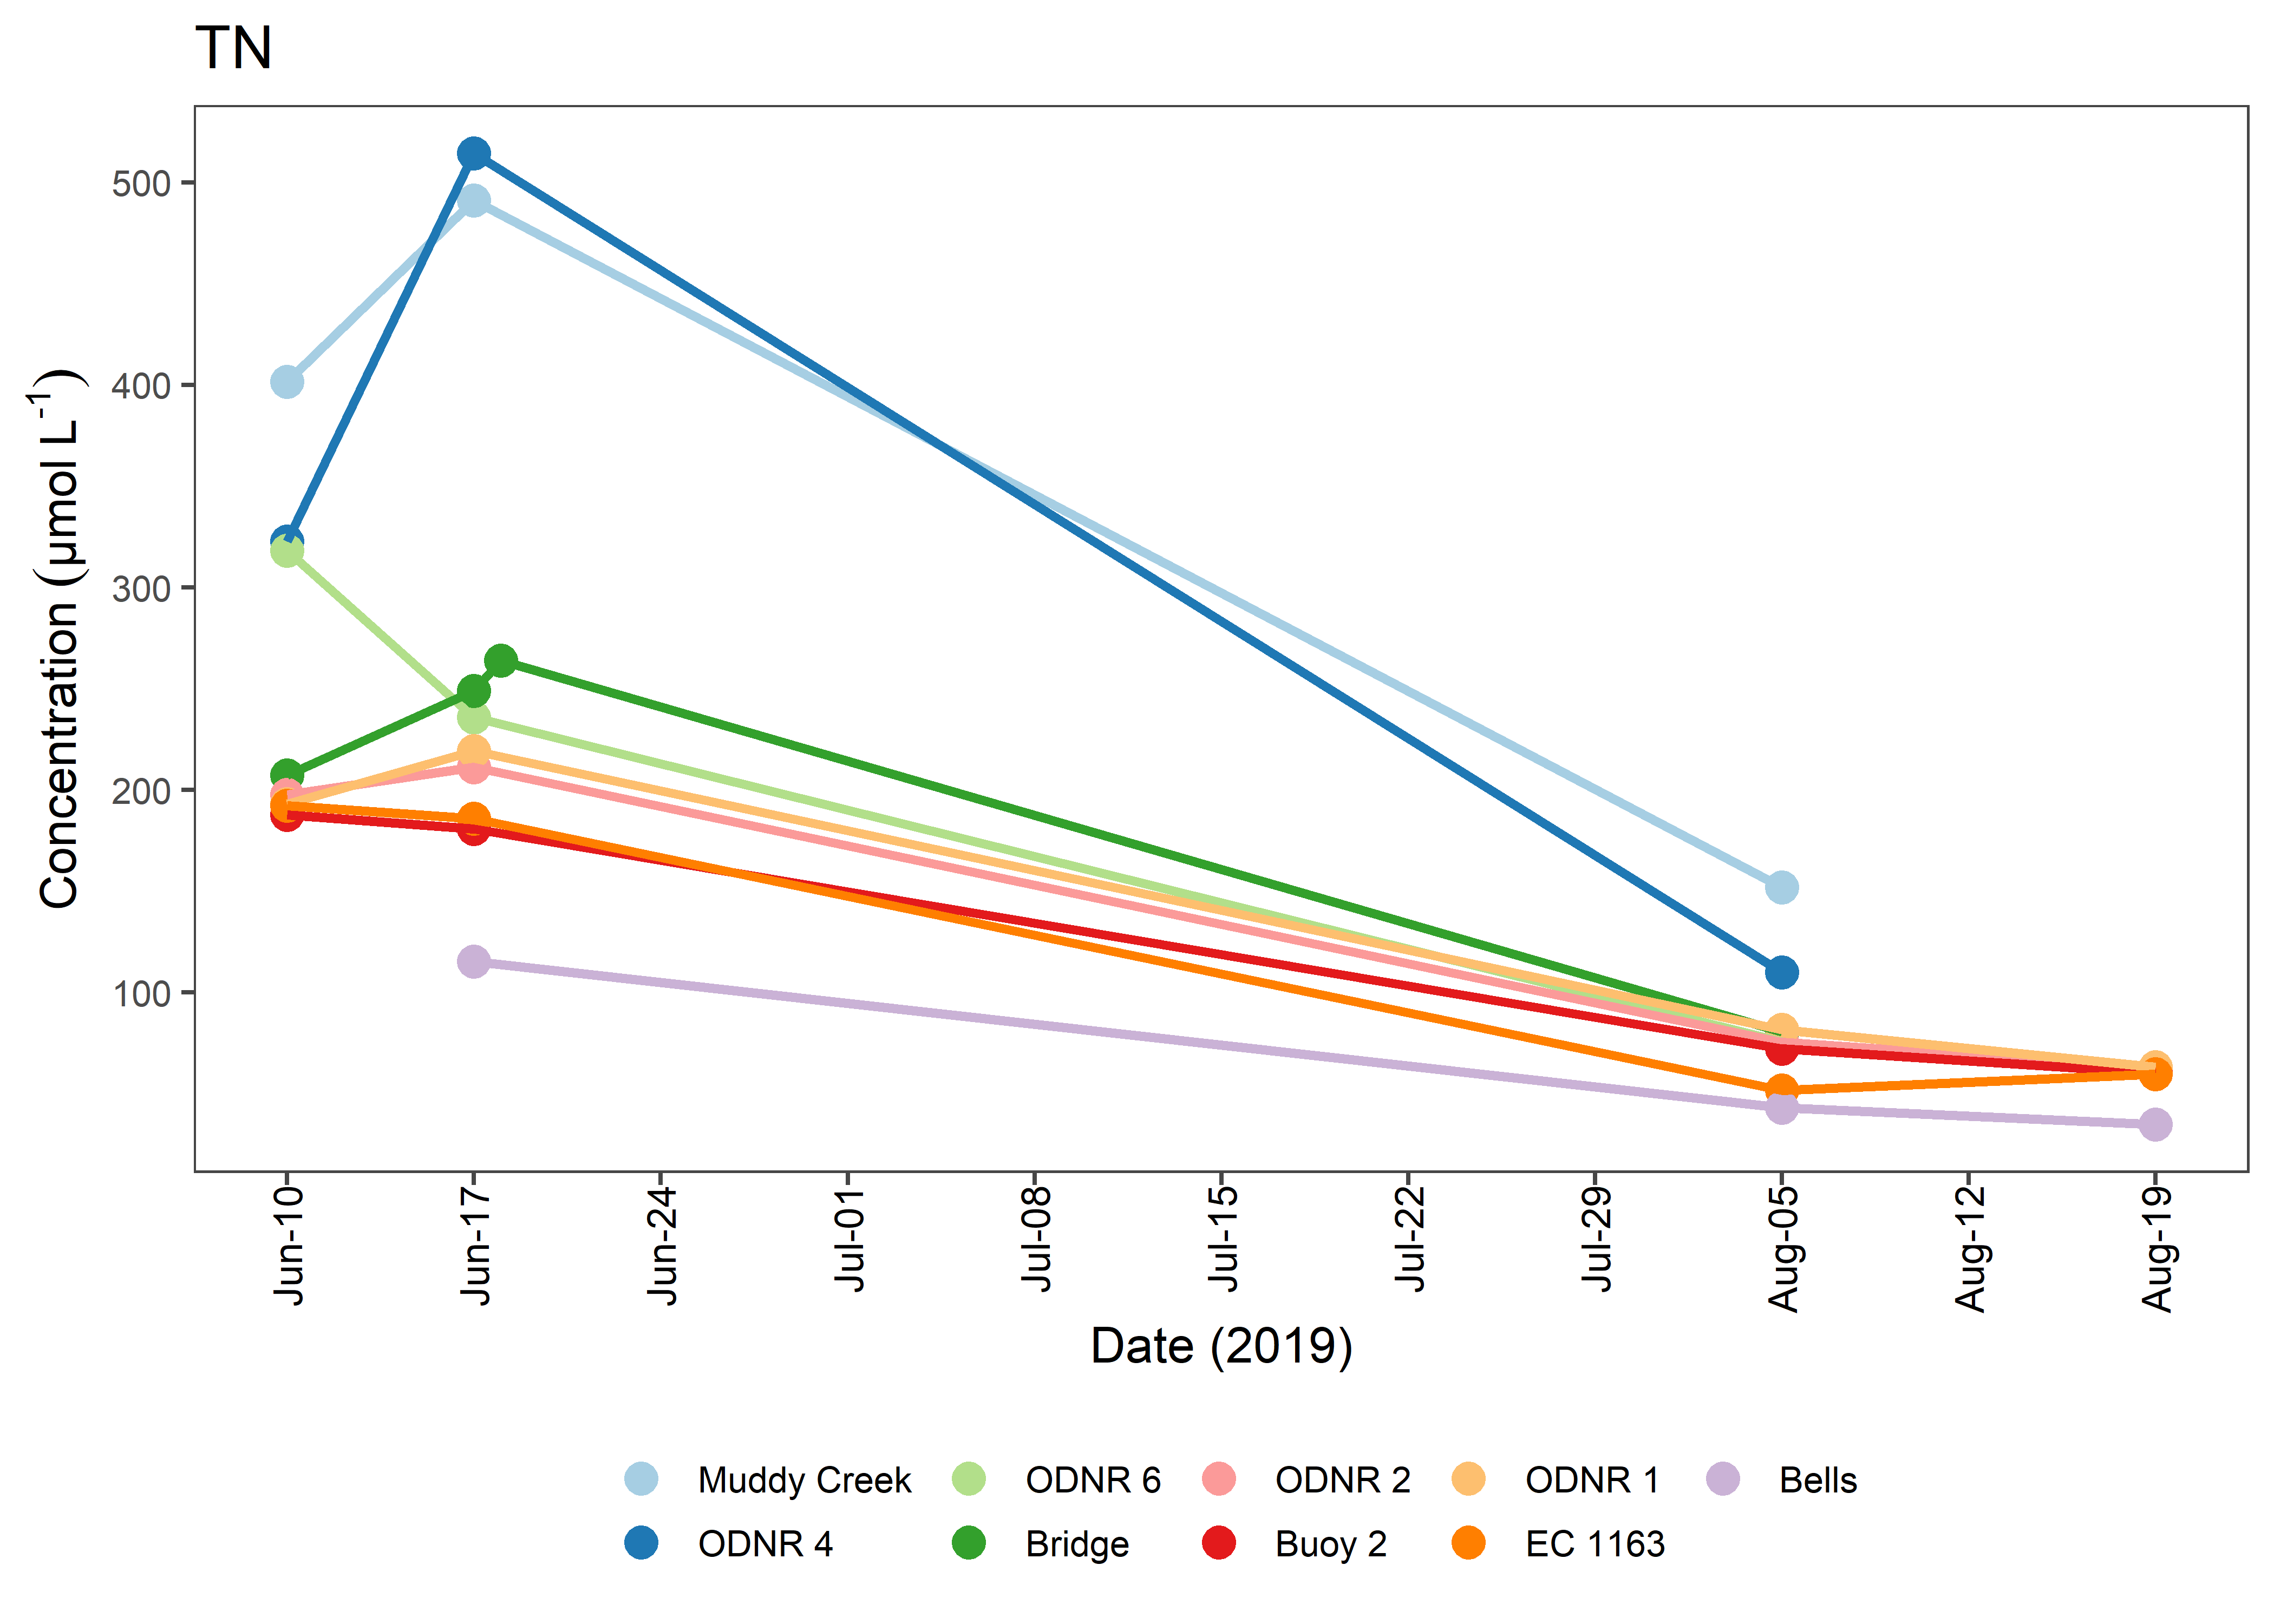 TN
Concentration (µmol L⁻¹)
500
400
300
200
100
Jun-10
Jun-17
Jun-24
Jul-01
Jul-08
Jul-15
Jul-22
Jul-29
Aug-05
Aug-12
Aug-19
Date (2019)
Muddy Creek ODNR 6 ODNR 2 ODNR 1 Bells
ODNR 4 Bridge Buoy 2 EC 1163